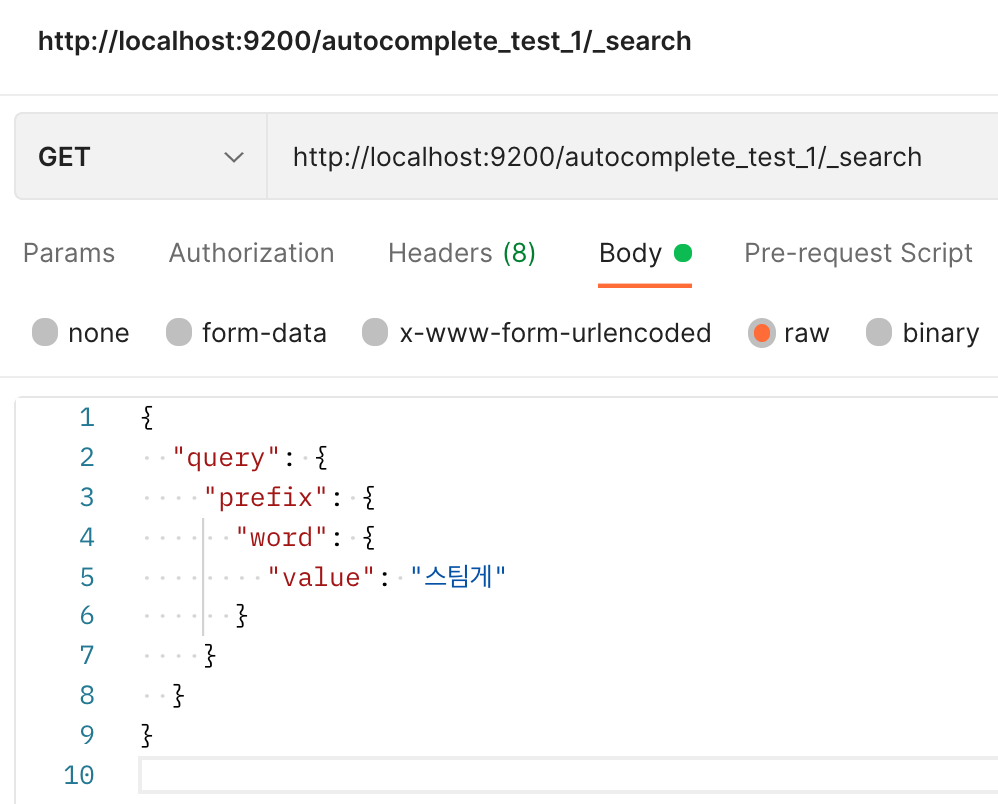 http://localhost:9200/autocomplete_test_1/_search
GET http://localhost:9200/autocomplete_test_1/_search
Params Authorization Headers (8) Body Pre-request Script
none form-data x-www-form-urlencoded raw binary
1 {
2 "query": {
3 "prefix": {
4 "word": {
5 "value": "스팀게"
6 }
7 }
8 }
9 }
10